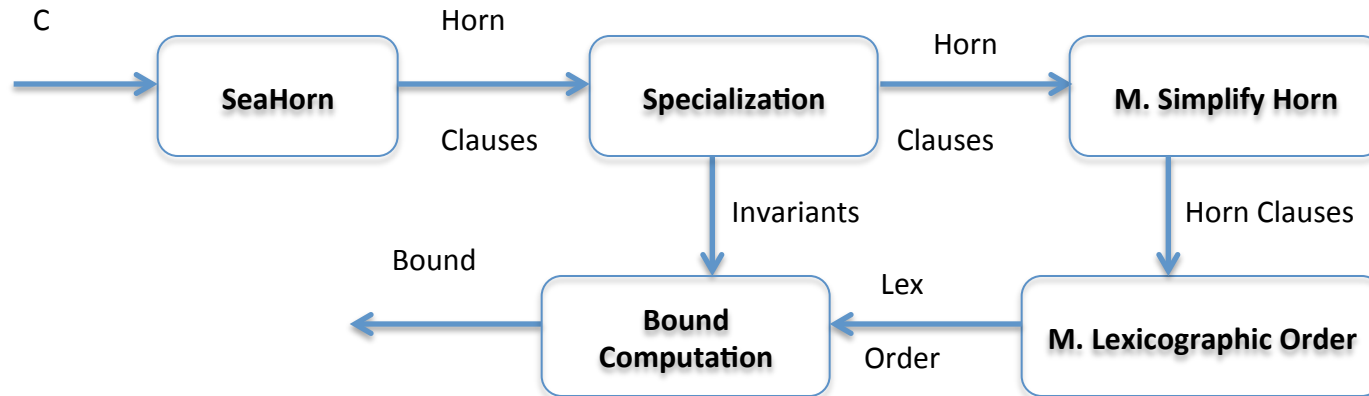 C
Horn
Clauses
SeaHorn
Specialization
Horn
Clauses
M. Simplify Horn
Invariants
Horn Clauses
Bound
Bound
Computation
Lex
Order
M. Lexicographic Order